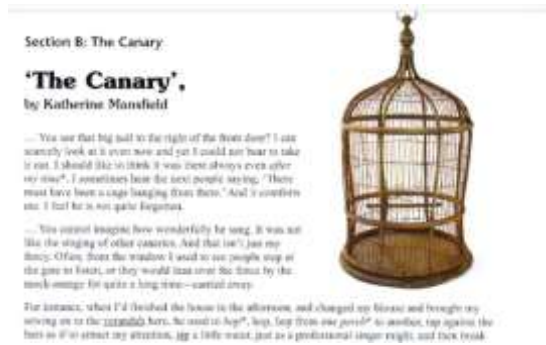 Section B: The Canary
‘The Canary’,
by Katherine Mansfield
... You see that big nail to the right of the front door? I can
scarcely look at it even now and yet I could not bear to take
it out. I should like to think it was there always even after
my time*. I sometimes hear the next people saying, ‘There
must have been a cage hanging from there.’ And it comforts
me. I feel he is not quite forgotten.
... You cannot imagine how wonderfully he sang. It was not
like the singing of other canaries. And that isn't just my
fancy. Often, from the window I used to see people stop at
the gate to listen, or they would lean over the fence by the
mock-orange for quite a long time – carried away.
For instance, when I'd finished the house in the afternoon, and changed my blouse and brought my
sewing on to the verandah here, he used to hop*, hop, hop from one perch* to another, tap against the
bars as if to attract my attention, sip a little water, just as a professional singer might, and then break